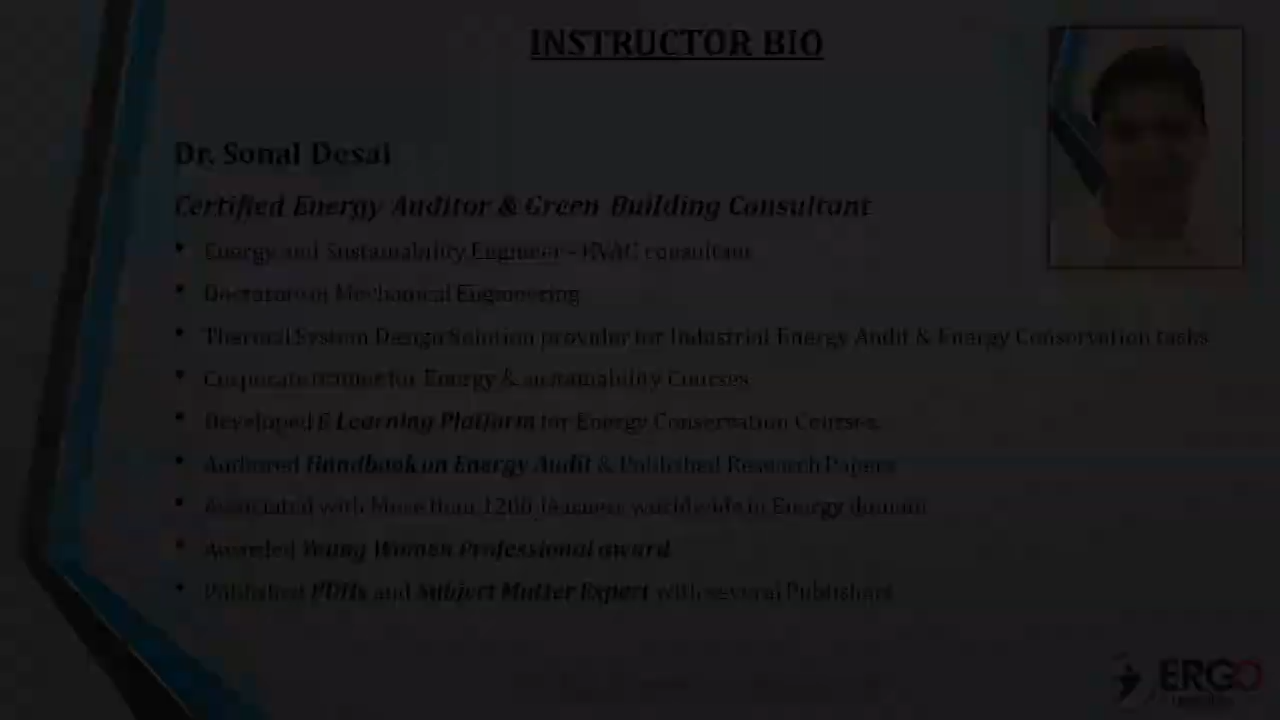 INSTRUCTOR BIO
Dr. Sonal Desai
Certified Energy Auditor & Green Building Consultant
• Energy and Sustainability Engineer - HVAC consultant
• Doctorate in Mechanical Engineering
• Thermal System Design Solution provider for Industrial Energy Audit & Energy Conservation tasks
• Corporate trainer for Energy & sustainability Courses
• Developed E Learning Platform for Energy Conservation Courses
• Authored Handbook on Energy Audit & Published Research Papers
• Associated with More than 1200 learners worldwide in Energy domain
• Awarded Young Women Professional award
• Published PDHs and Subject Matter Expert with several Publishers
ERGO